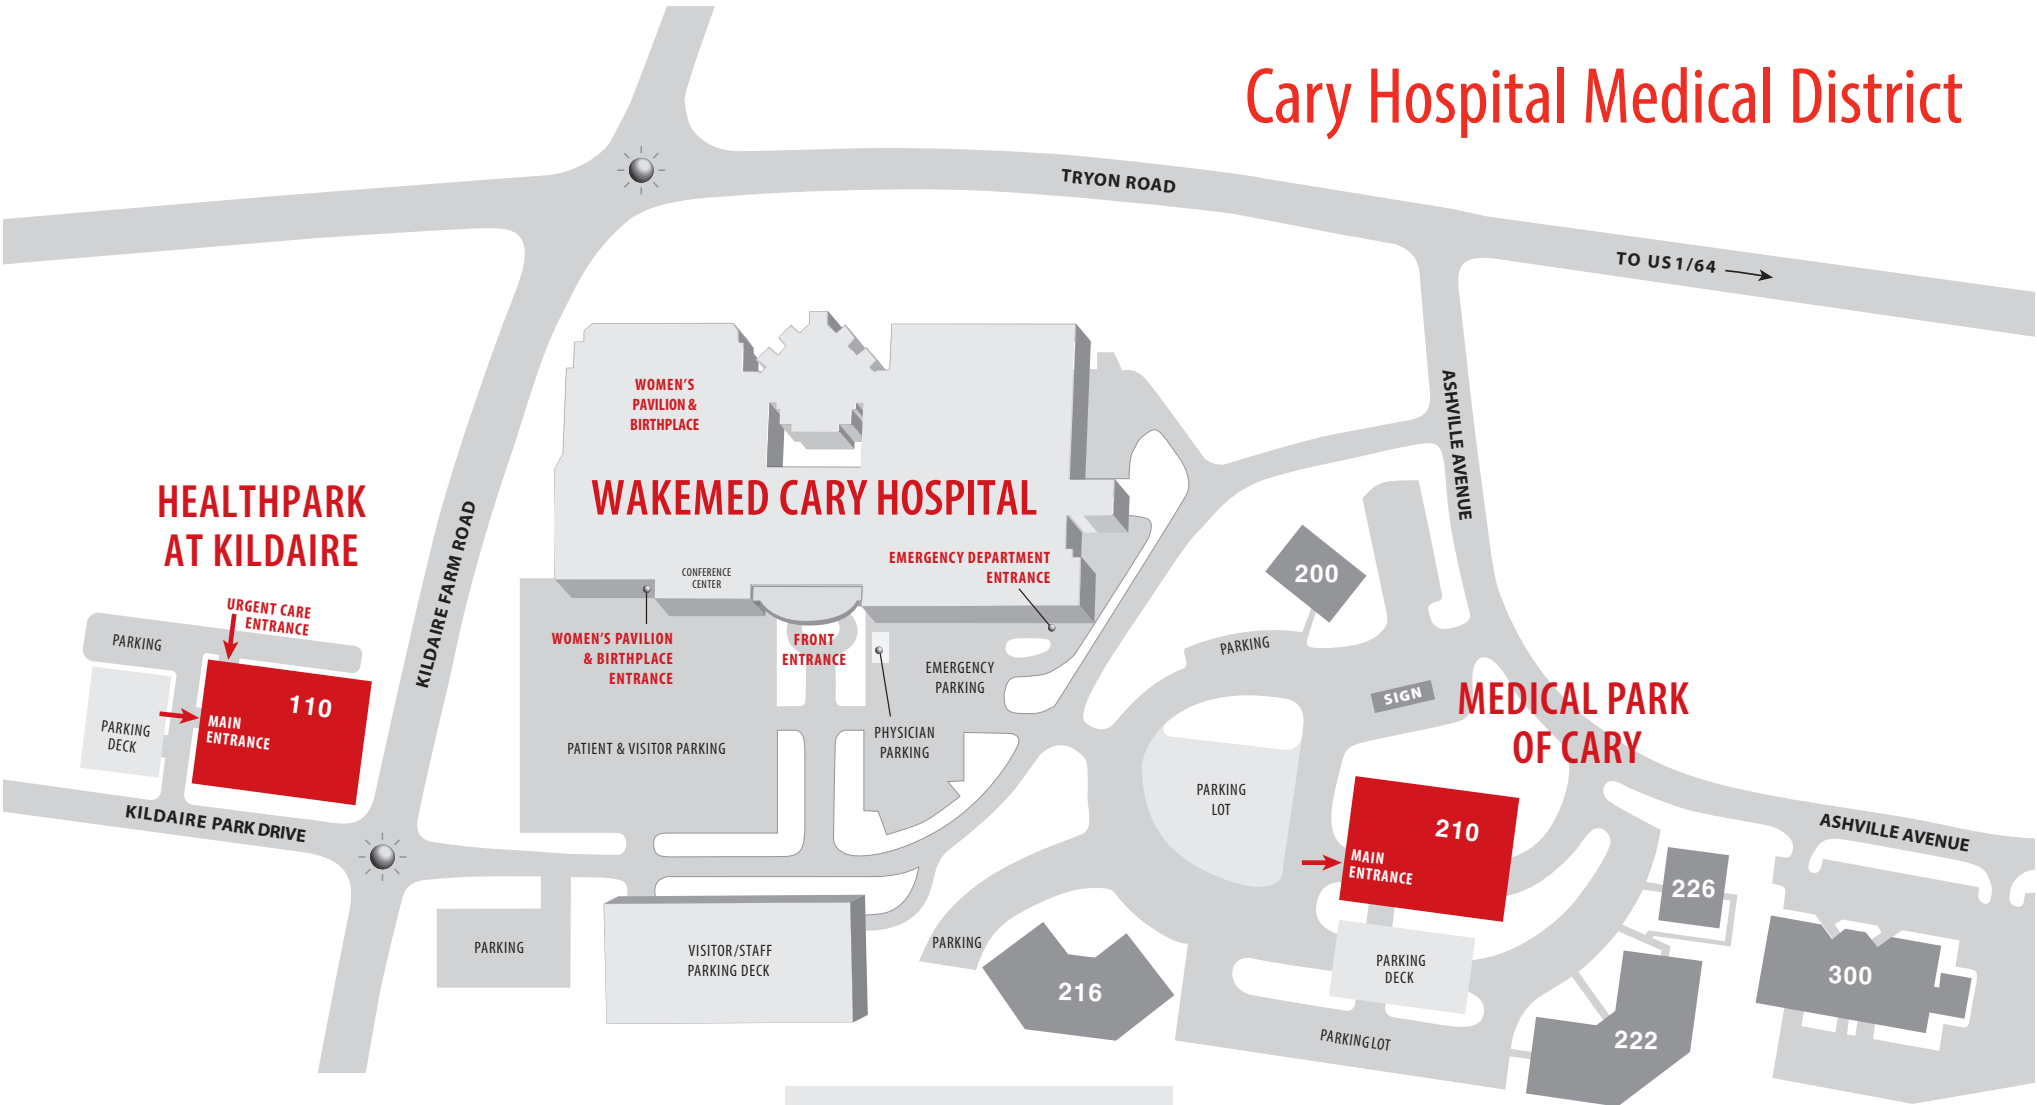 Cary Hospital Medical District
TRYON ROAD
TO US 1/64
ASHVILLE AVENUE
WOMEN'S
PAVILION &
BIRTHPLACE
WAKEMED CARY HOSPITAL
HEALTHPARK
AT KILDAIRE
KILDAIRE FARM ROAD
EMERGENCY DEPARTMENT
ENTRANCE
CONFERENCE
CENTER
200
URGENT CARE
ENTRANCE
PARKING
WOMEN'S PAVILION
& BIRTHPLACE
ENTRANCE
FRONT
ENTRANCE
EMERGENCY
PARKING
PARKING
SIGN
MEDICAL PARK
OF CARY
110
MAIN
ENTRANCE
PARKING
DECK
PATIENT & VISITOR PARKING
PHYSICIAN
PARKING
PARKING
LOT
KILDAIRE PARK DRIVE
210
MAIN
ENTRANCE
ASHVILLE AVENUE
226
PARKING
VISITOR/STAFF
PARKING DECK
PARKING
216
PARKING
DECK
300
PARKING LOT
222